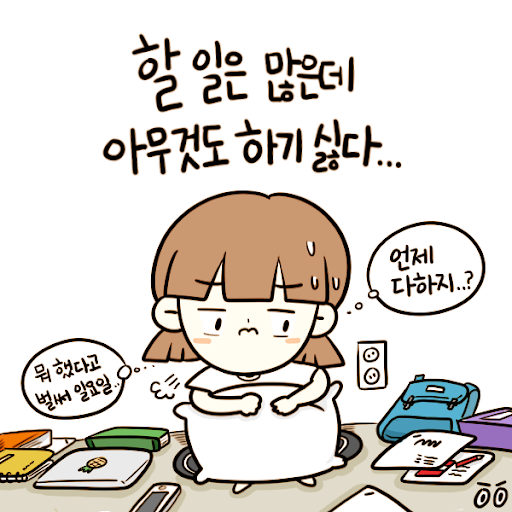 할 일은 많은데
아무것도 하기 싫다...
언제
다하지..?
뭐 했다고
벌써 일요일...